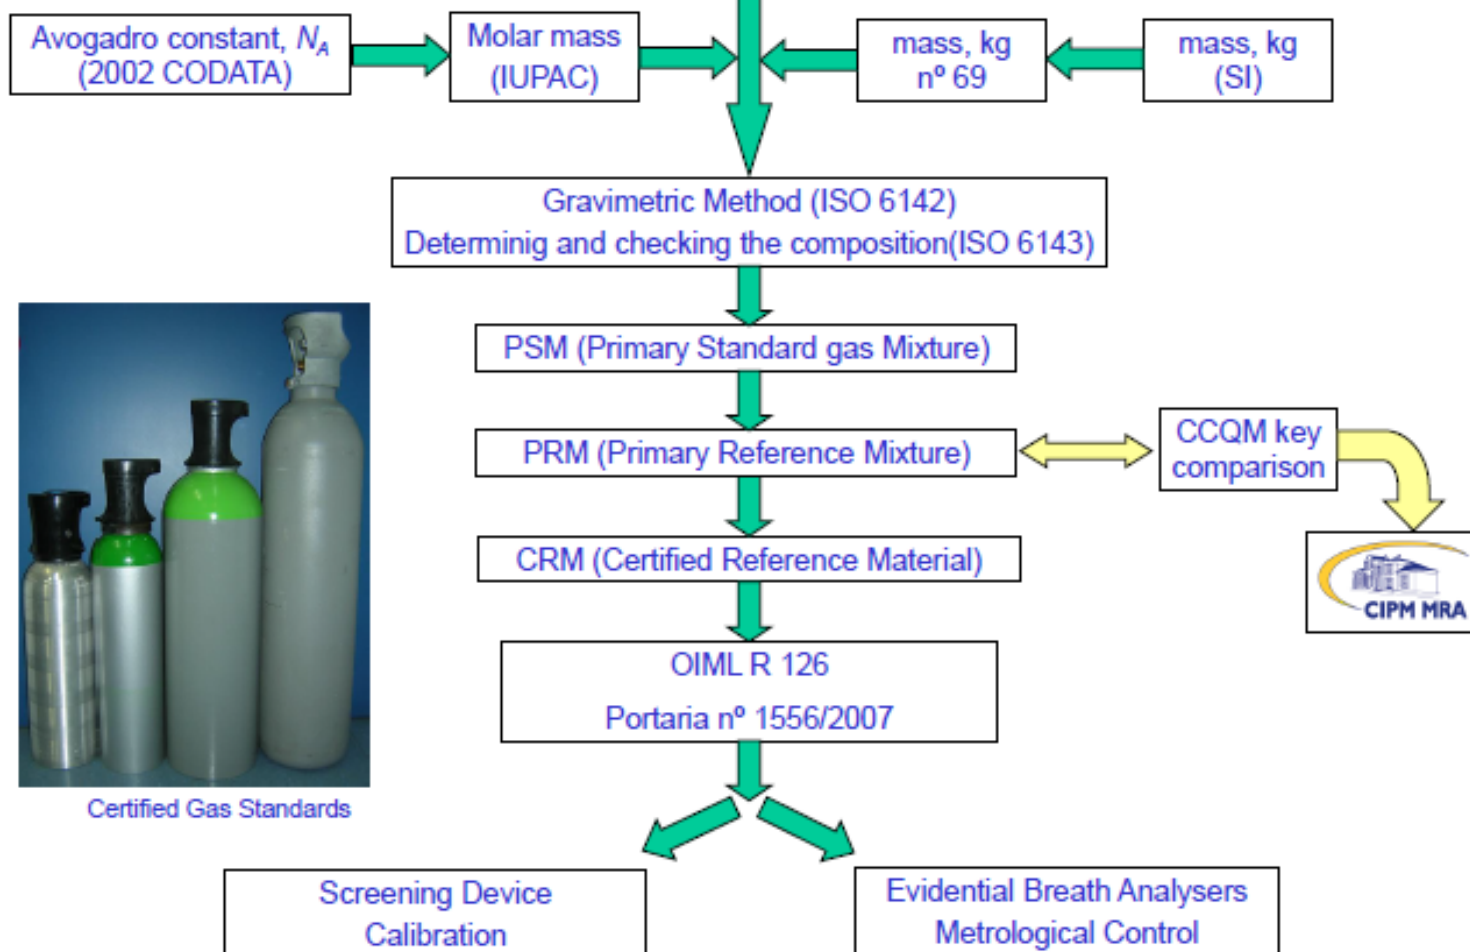 Avogadro constant, N_A
(2002 CODATA)
Molar mass
(IUPAC)
mass, kg
nº 69
mass, kg
(SI)
Gravimetric Method (ISO 6142)
Determinig and checking the composition(ISO 6143)
PSM (Primary Standard gas Mixture)
PRM (Primary Reference Mixture)
CCQM key
comparison
CRM (Certified Reference Material)
CIPM MRA
OIML R 126
Portaria nº 1556/2007
Certified Gas Standards
Screening Device
Calibration
Evidential Breath Analysers
Metrological Control